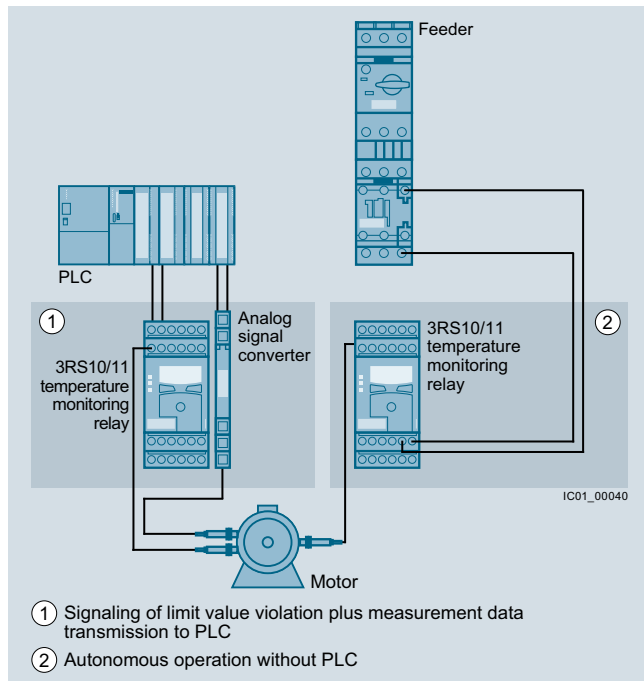 Feeder
PLC
①
Analog
signal
converter
3RS10/11
temperature
monitoring
relay
3RS10/11
temperature
monitoring
relay
②
IC01_00040
Motor
① Signaling of limit value violation plus measurement data
transmission to PLC
② Autonomous operation without PLC